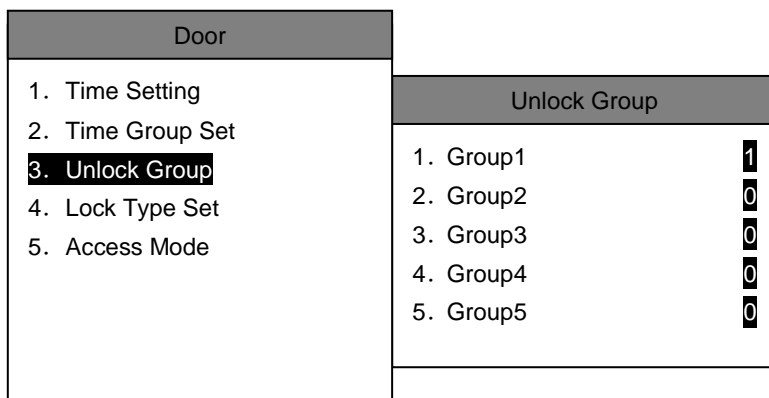 Door
1. Time Setting
2. Time Group Set
3. Unlock Group
4. Lock Type Set
5. Access Mode
Unlock Group
1. Group1 1
2. Group2 0
3. Group3 0
4. Group4 0
5. Group5 0